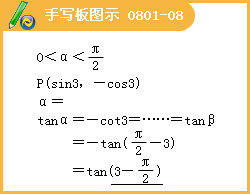 手写板图示 0801-08
0<α<π/2
P(sin3, -cos3)
α=
tanα=-cot3=……=tanβ
=-tan(π/2-3)
=tan(3-π/2)